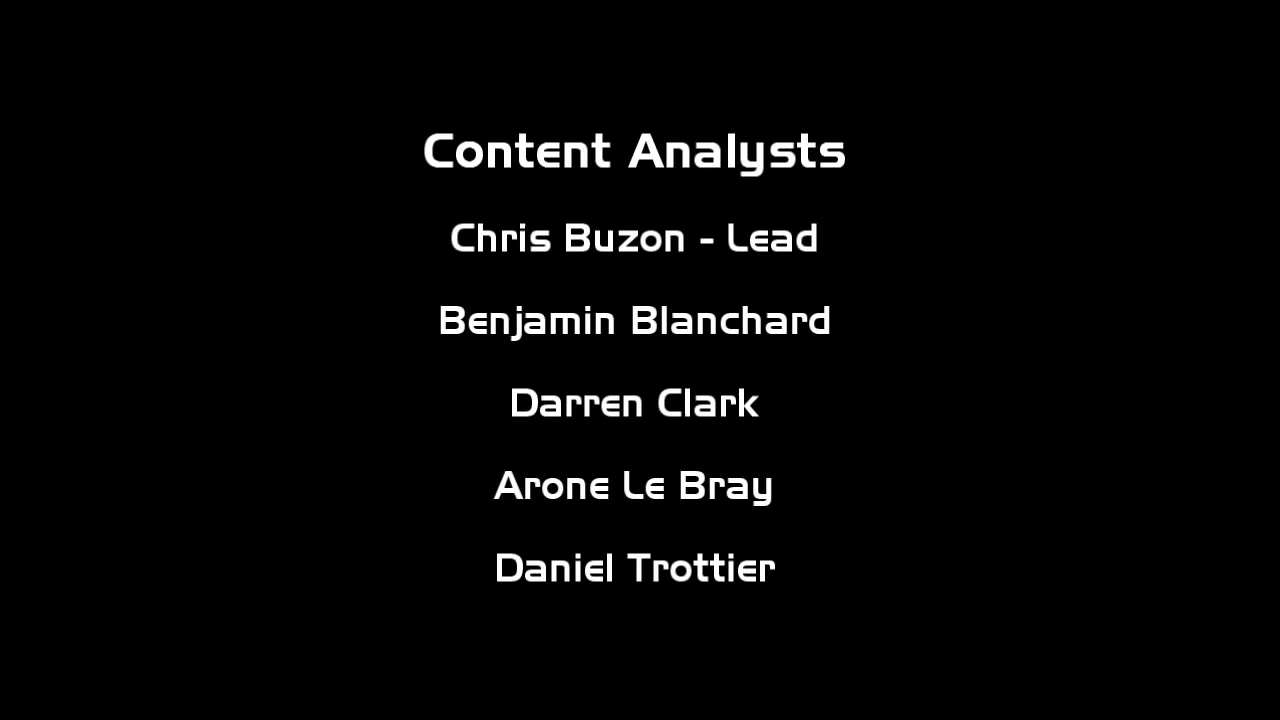 Content Analysts
Chris Buzon - Lead
Benjamin Blanchard
Darren Clark
Arone Le Bray
Daniel Trottier